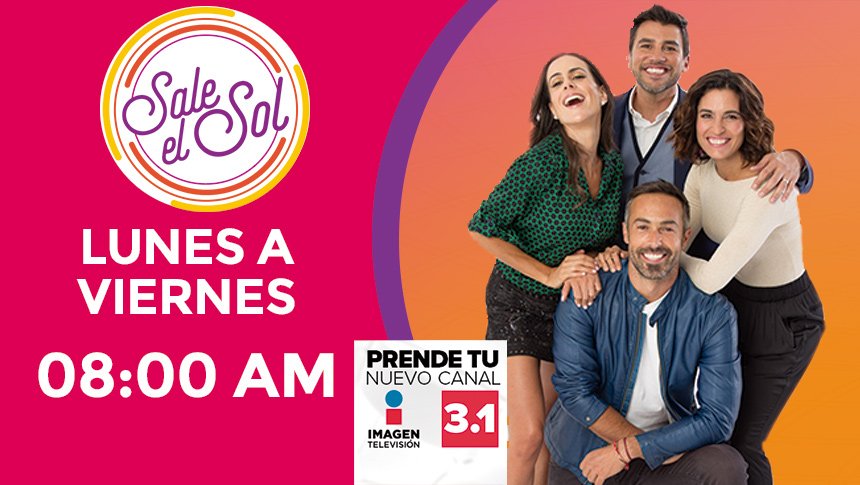 Sale
el Sol
LUNES A
VIERNES
08:00 AM
PRENDE TU
NUEVO CANAL
3.1
IMAGEN
TELEVISIÓN